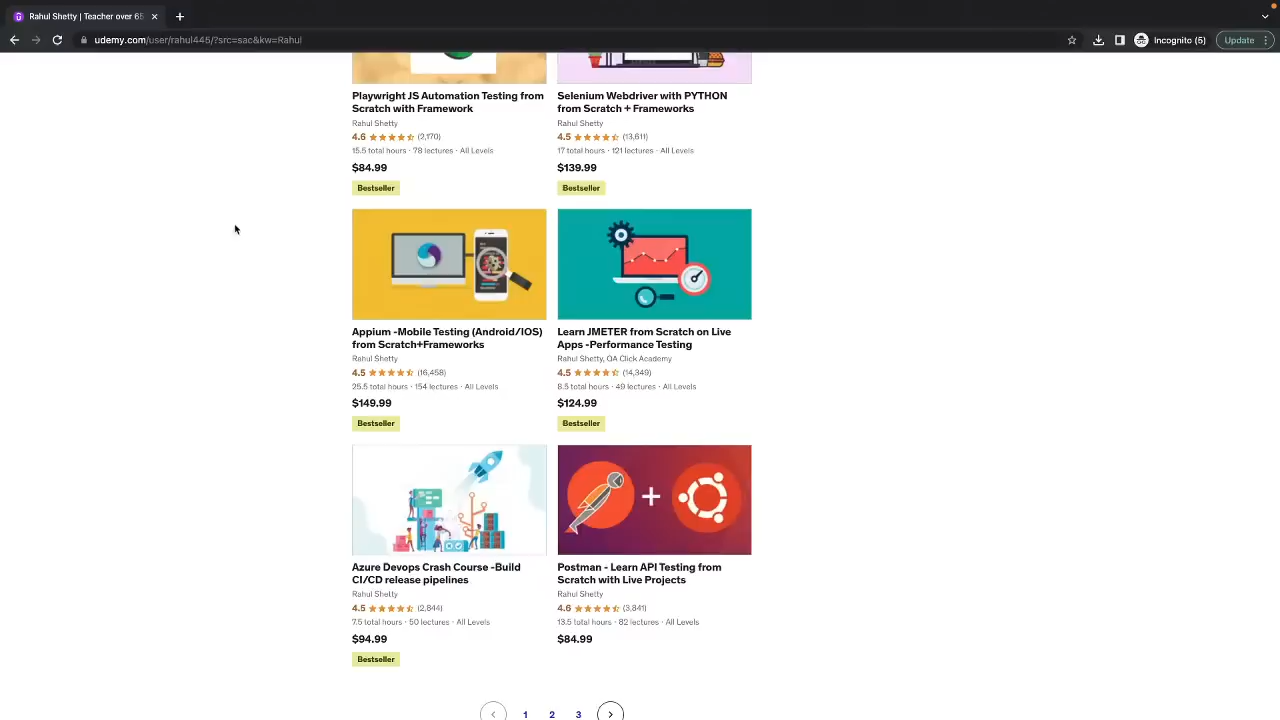 Rahul Shetty | Teacher over 65
udemy.com/user/rahul445/?src=sac&kw=Rahul
Incognito (5)
Update
Playwright JS Automation Testing from
Scratch with Framework
Rahul Shetty
4.6 (2,170)
15.5 total hours · 78 lectures · All Levels
$84.99
Bestseller
Selenium Webdriver with PYTHON
from Scratch + Frameworks
Rahul Shetty
4.5 (13,611)
17 total hours · 121 lectures · All Levels
$139.99
Bestseller
Appium -Mobile Testing (Android/IOS)
from Scratch+Frameworks
Rahul Shetty
4.5 (16,458)
25.5 total hours · 154 lectures · All Levels
$149.99
Bestseller
Learn JMETER from Scratch on Live
Apps -Performance Testing
Rahul Shetty, QA Click Academy
4.5 (14,349)
8.5 total hours · 49 lectures · All Levels
$124.99
Bestseller
Azure Devops Crash Course -Build
CI/CD release pipelines
Rahul Shetty
4.5 (2,844)
7.5 total hours · 50 lectures · All Levels
$94.99
Bestseller
Postman - Learn API Testing from
Scratch with Live Projects
Rahul Shetty
4.6 (3,841)
13.5 total hours · 82 lectures · All Levels
$84.99
1 2 3